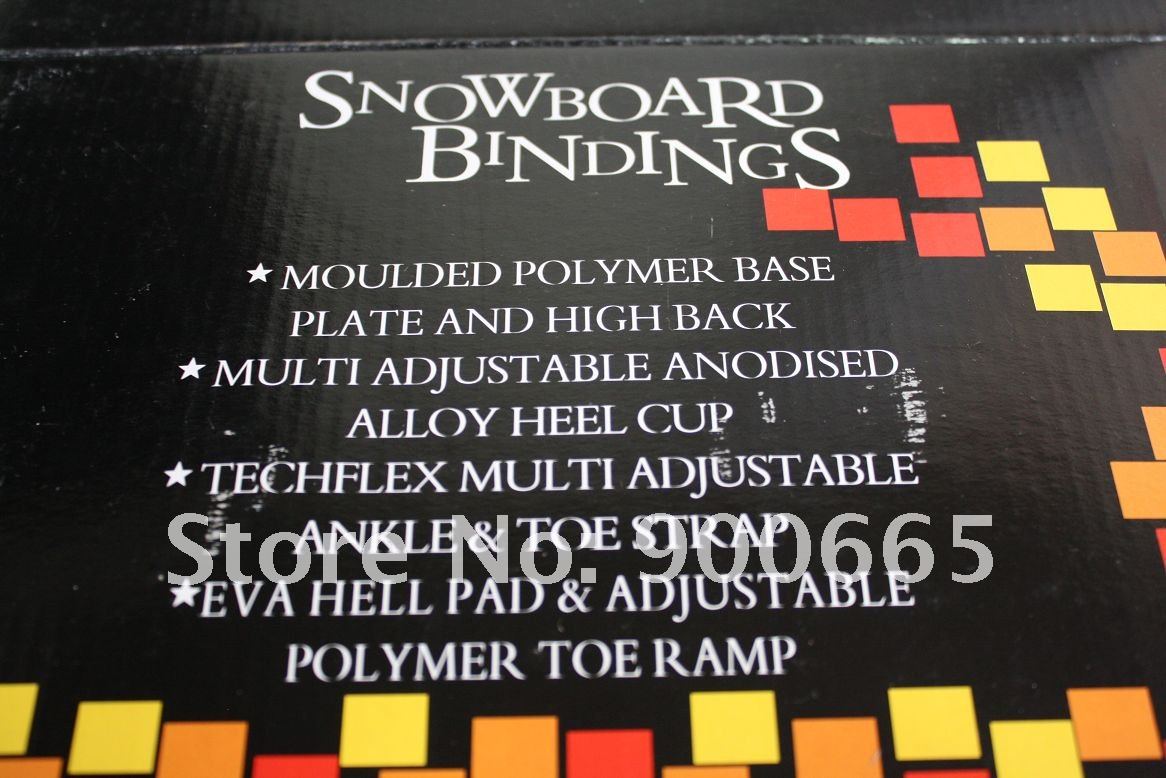 SNOWBOARD
BINDINGS
★ MOULDED POLYMER BASE
PLATE AND HIGH BACK
★ MULTI ADJUSTABLE ANODISED
ALLOY HEEL CUP
★ TECHFLEX MULTI ADJUSTABLE
ANKLE & TOE STRAP
Store No: 900665
★ EVA HELL PAD & ADJUSTABLE
POLYMER TOE RAMP